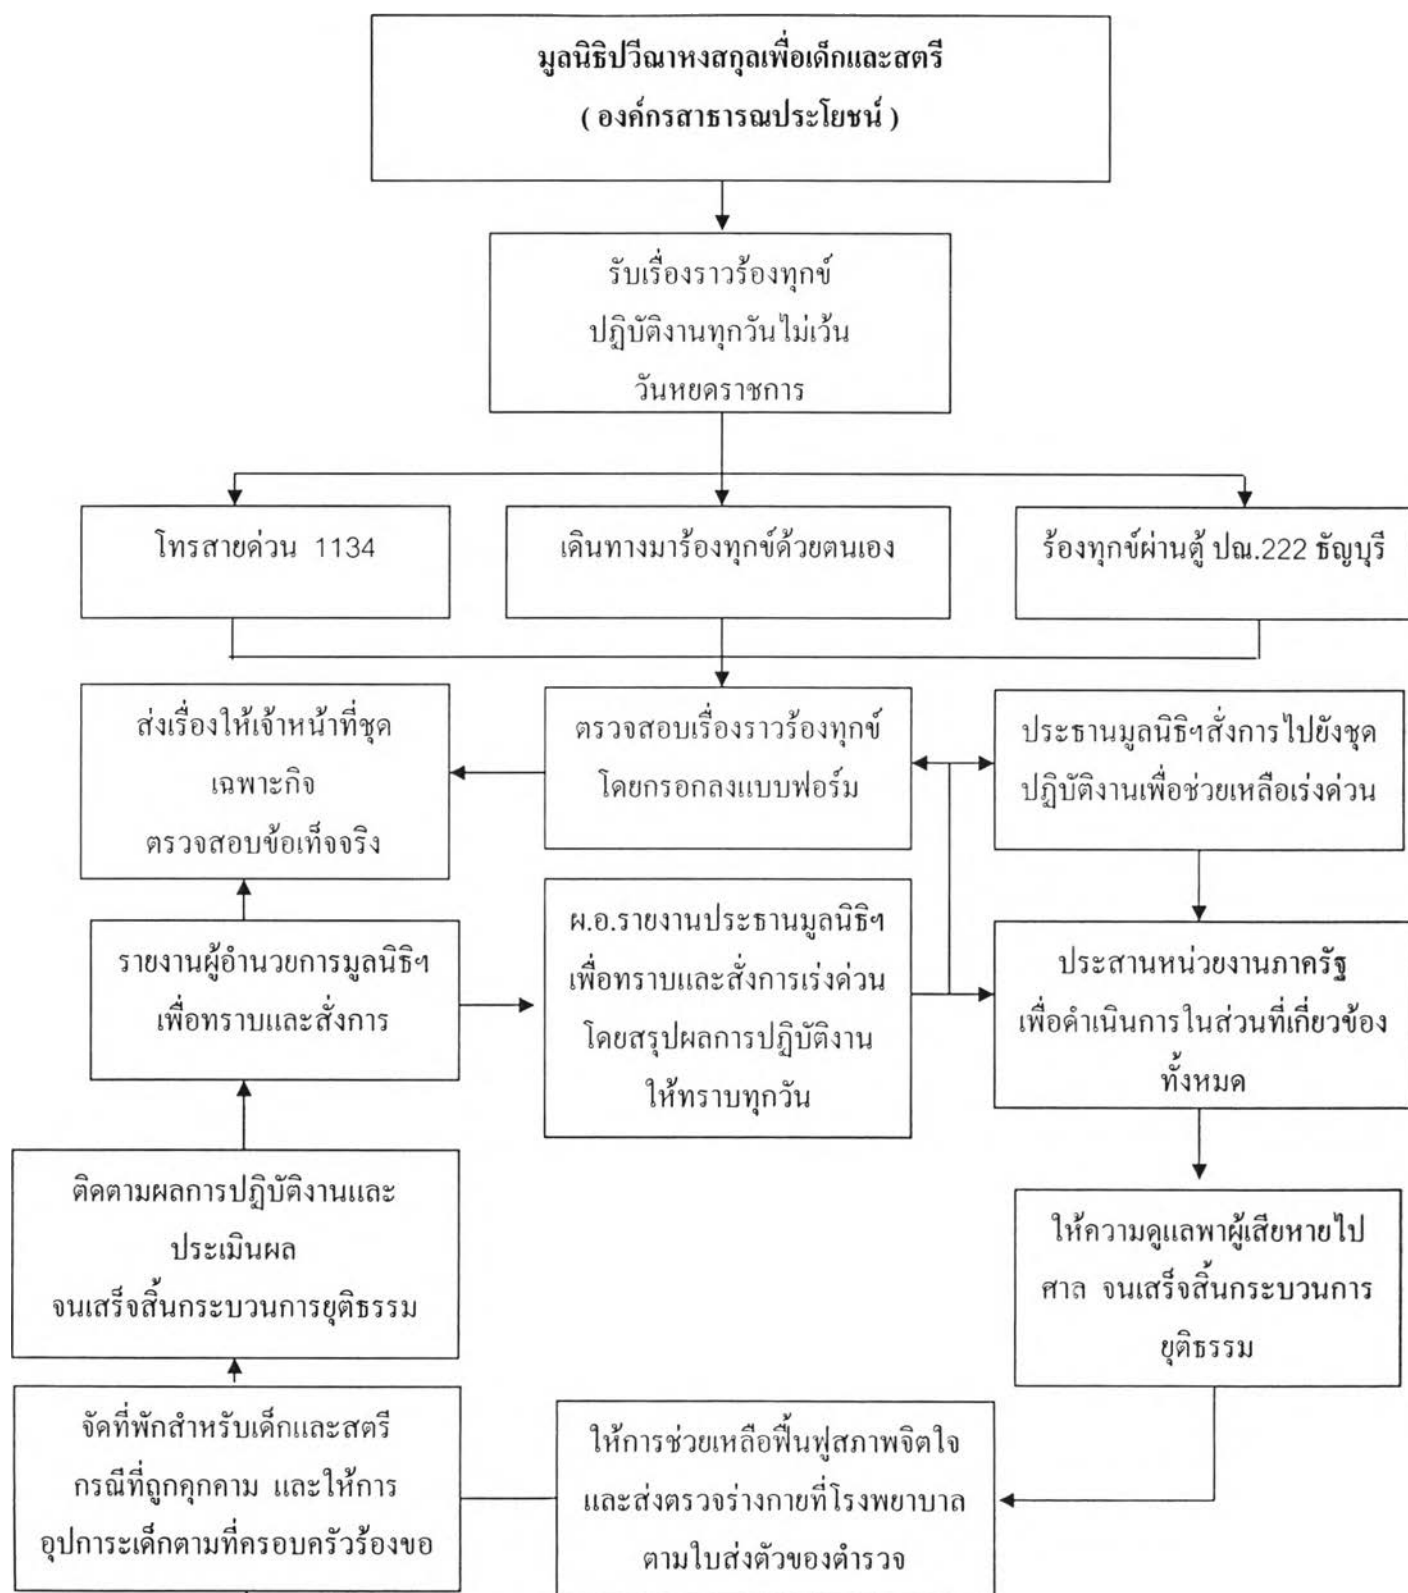 มูลนิธิปวีณาหงสกุลเพื่อเด็กและสตรี
( องค์กรสาธารณประโยชน์ )
รับเรื่องราวร้องทุกข์
ปฏิบัติงานทุกวันไม่เว้น
วันหยดราชการ
โทรสายด่วน 1134
เดินทางมาร้องทุกข์ด้วยตนเอง
ร้องทุกข์ผ่านตู้ ปณ.222 ธัญบุรี
ส่งเรื่องให้เจ้าหน้าที่ชุด
เฉพาะกิจ
ตรวจสอบข้อเท็จจริง
ตรวจสอบเรื่องราวร้องทุกข์
โดยกรอกลงแบบฟอร์ม
ประธานมูลนิธิฯสั่งการไปยังชุด
ปฏิบัติงานเพื่อช่วยเหลือเร่งด่วน
รายงานผู้อำนวยการมูลนิธิฯ
เพื่อทราบและสั่งการ
ผ.อ.รายงานประธานมูลนิธิฯ
เพื่อทราบและสั่งการเร่งด่วน
โดยสรุปผลการปฏิบัติงาน
ให้ทราบทุกวัน
ประสานหน่วยงานภาครัฐ
เพื่อดำเนินการในส่วนที่เกี่ยวข้อง
ทั้งหมด
ติดตามผลการปฏิบัติงานและ
ประเมินผล
จนเสร็จสิ้นกระบวนการยุติธรรม
ให้ความดูแลพาผู้เสียหายไป
ศาล จนเสร็จสิ้นกระบวนการ
ยุติธรรม
จัดที่พักสำหรับเด็กและสตรี
กรณีที่ถูกคุกคาม และให้การ
อุปการะเด็กตามที่ครอบครัวร้องขอ
ให้การช่วยเหลือฟื้นฟูสภาพจิตใจ
และส่งตรวจร่างกายที่โรงพยาบาล
ตามใบส่งตัวของตำรวจ